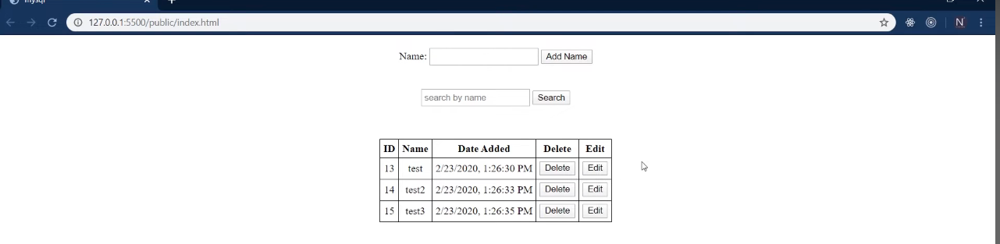 mysql
127.0.0.1:5500/public/index.html
N
Name: Add Name
search by name Search
ID Name Date Added Delete Edit
13 test 2/23/2020, 1:26:30 PM Delete Edit
14 test2 2/23/2020, 1:26:33 PM Delete Edit
15 test3 2/23/2020, 1:26:35 PM Delete Edit